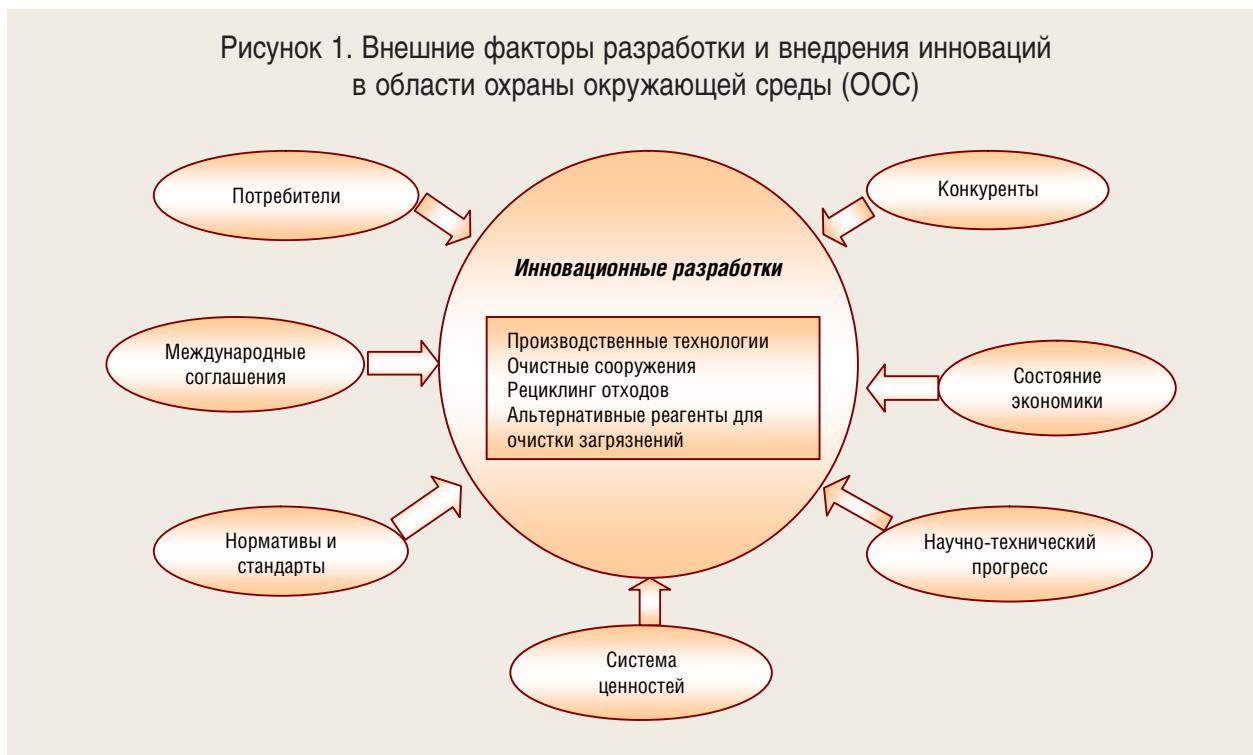 Рисунок 1. Внешние факторы разработки и внедрения инноваций
в области охраны окружающей среды (ООС)
Потребители
Конкуренты
Инновационные разработки
Производственные технологии
Очистные сооружения
Рециклинг отходов
Альтернативные реагенты для
очистки загрязнений
Международные
соглашения
Состояние
экономики
Нормативы и
стандарты
Научно-технический
прогресс
Система
ценностей